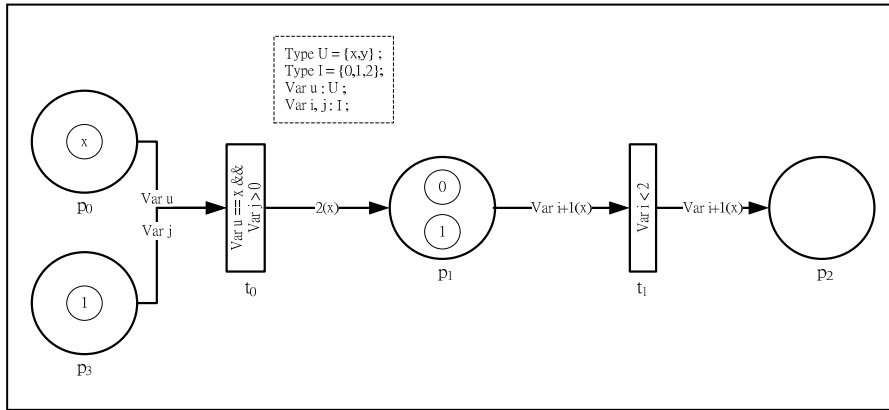 Type U = {x,y} ;
Type I = {0,1,2};
Var u : U ;
Var i, j : I ;
x
p0
Var u
Var j
1
p3
Var u == x &&
Var j > 0
t0
2(x)
0
1
p1
Var i+1(x)
Var i < 2
t1
Var i+1(x)
p2